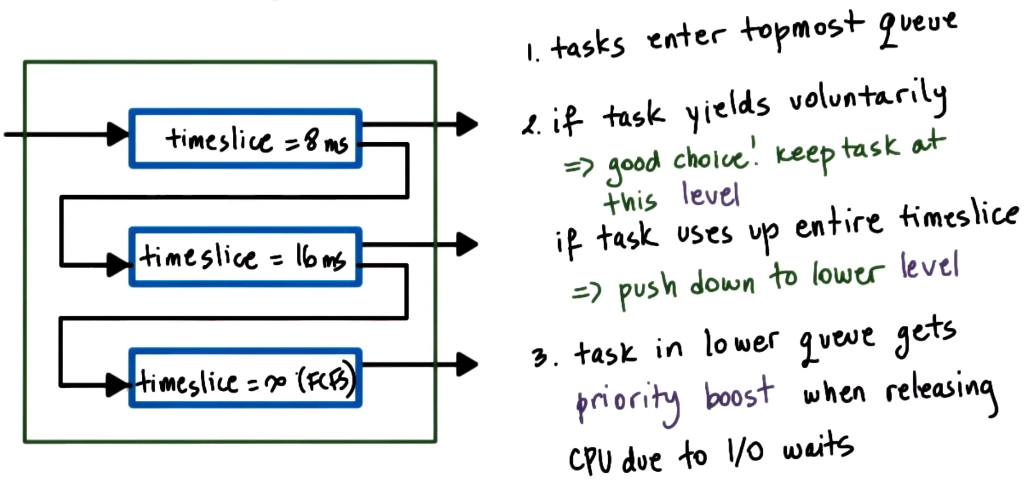 timeslice = 8 ms
timeslice = 16 ms
timeslice = ∞ (FCFS)
1. tasks enter topmost queue
2. if task yields voluntarily
=> good choice! keep task at
this level
if task uses up entire timeslice
=> push down to lower level
3. task in lower queue gets
priority boost when releasing
CPU due to I/O waits